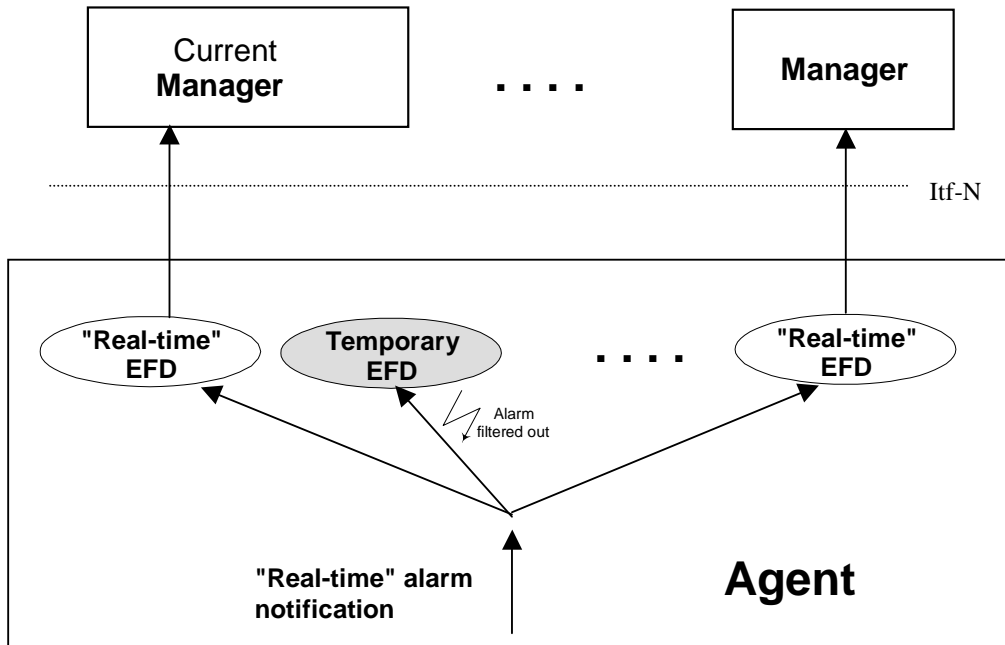 Current
Manager
. . . .
Manager
Itf-N
"Real-time"
EFD
Temporary
EFD
. . . .
"Real-time"
EFD
Alarm
filtered out
"Real-time" alarm
notification
Agent